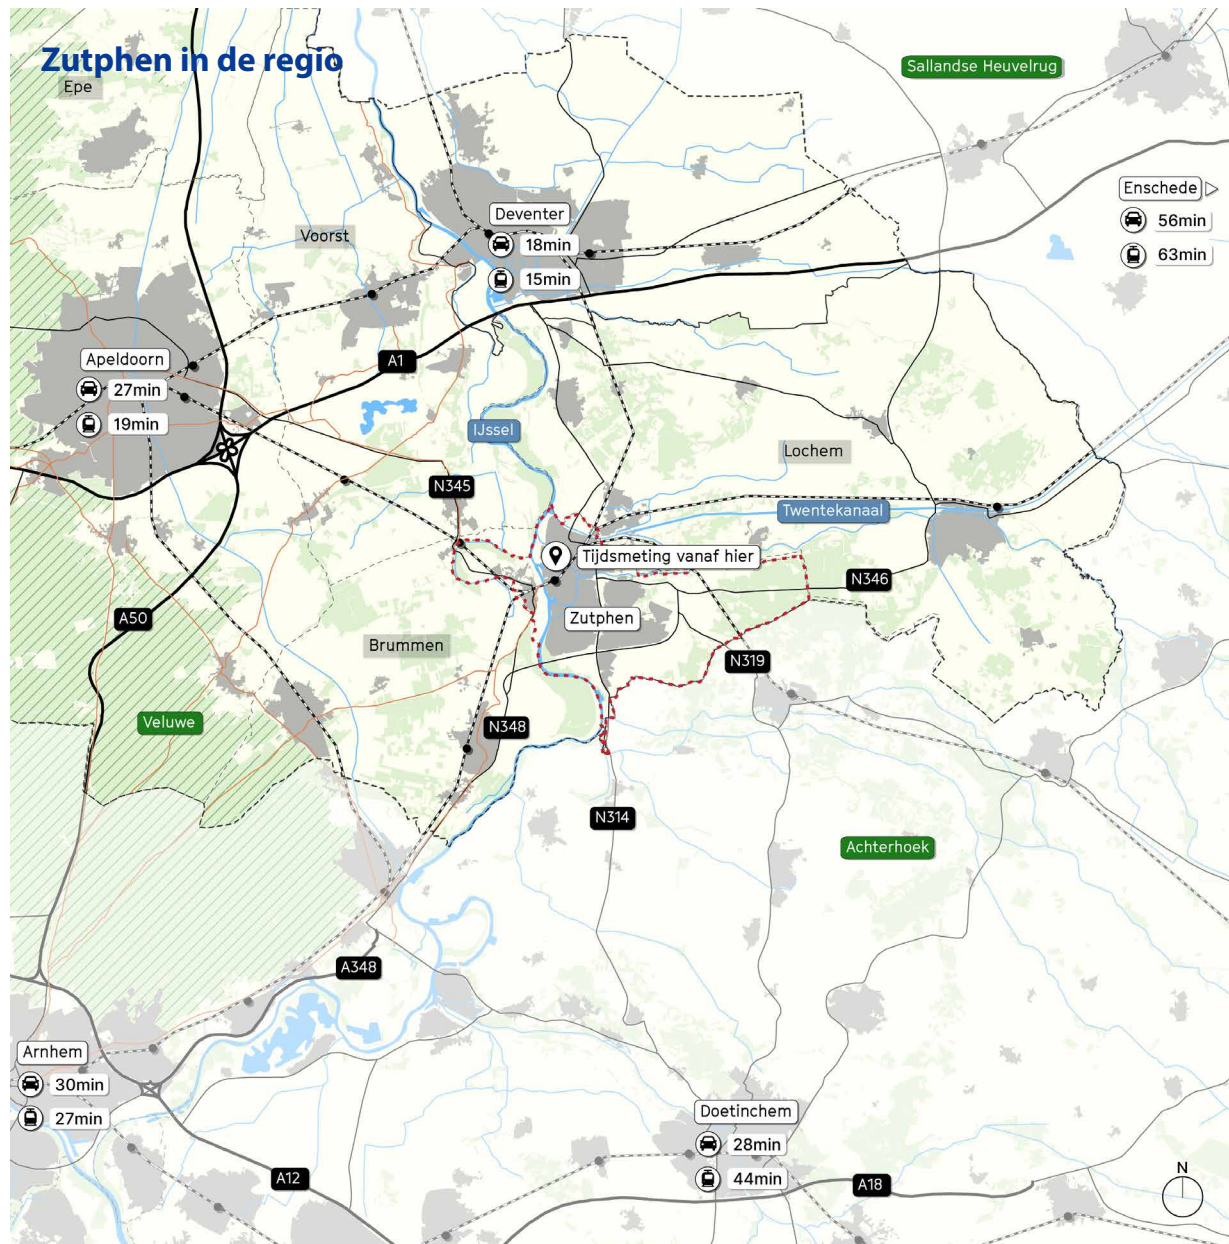 Zutphen in de regio
Epe
Sallandse Heuvelrug
Enschede
56min
63min
Deventer
18min
15min
Voorst
Apeldoorn
27min
19min
A1
IJssel
Lochem
N345
Twentekanaal
Tijdsmeting vanaf hier
N346
A50
Zutphen
Brummen
N319
Veluwe
N348
N314
Achterhoek
A348
Arnhem
30min
27min
Doetinchem
28min
44min
A12
A18
N